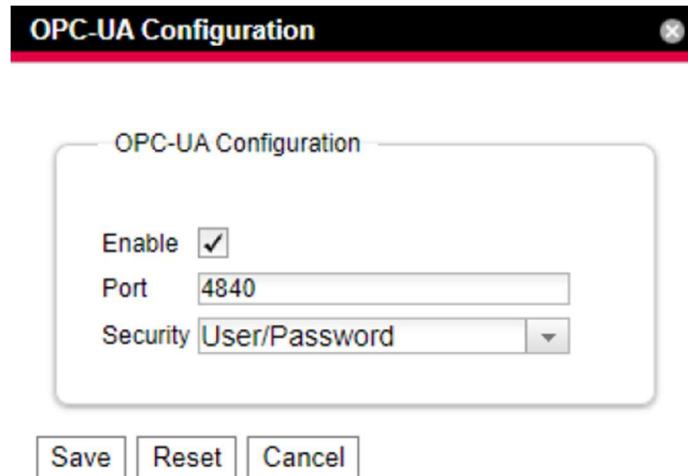 OPC-UA Configuration
OPC-UA Configuration
Enable
Port 4840
Security User/Password
Save Reset Cancel